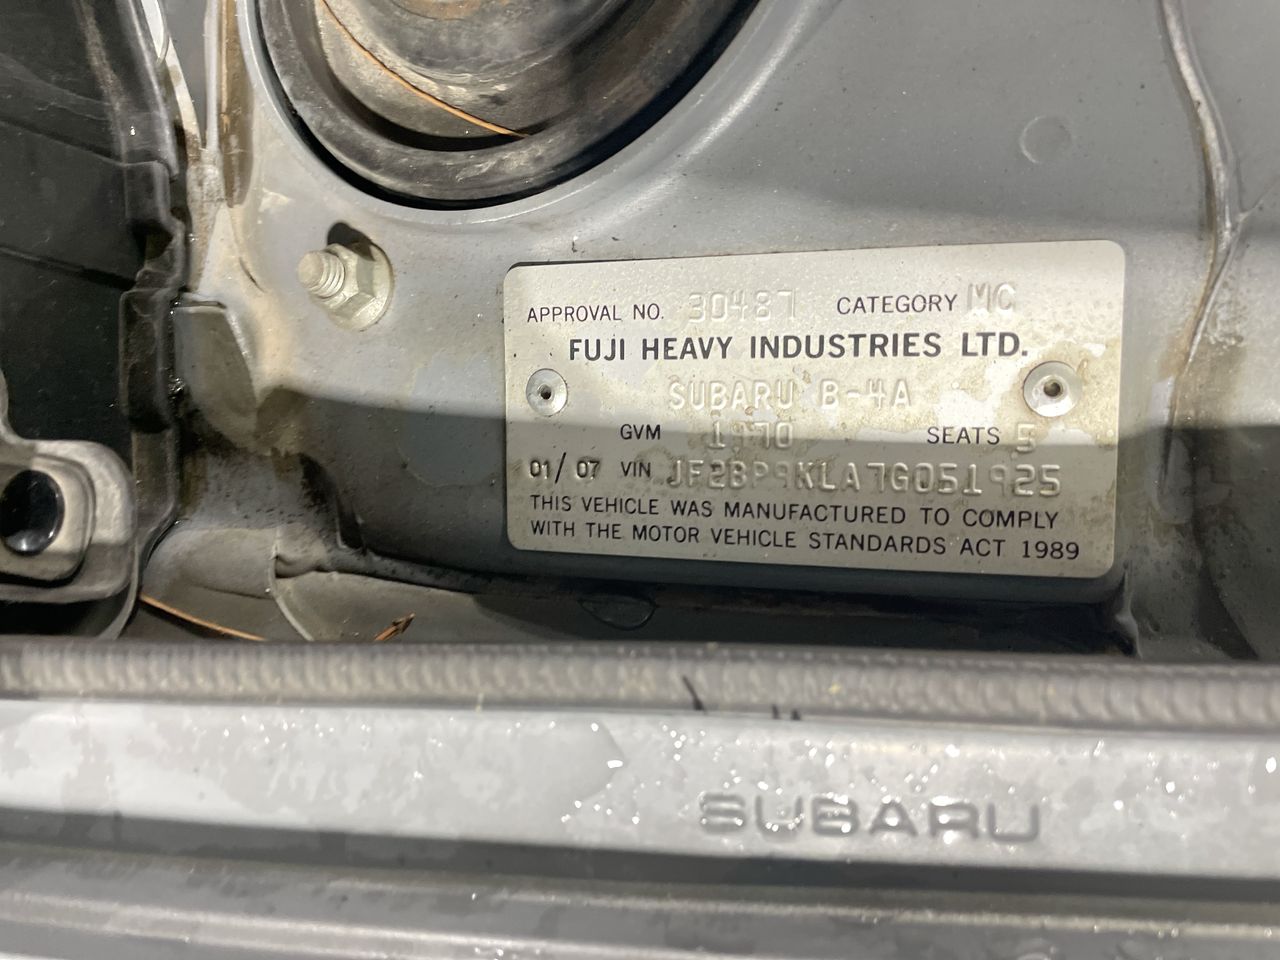 APPROVAL NO. 30487 CATEGORY MC
FUJI HEAVY INDUSTRIES LTD.
SUBARU B-4A
GVM 1970 SEATS 5
01/07 VIN JF2BP9KLA7G051925
THIS VEHICLE WAS MANUFACTURED TO COMPLY
WITH THE MOTOR VEHICLE STANDARDS ACT 1989
SUBARU